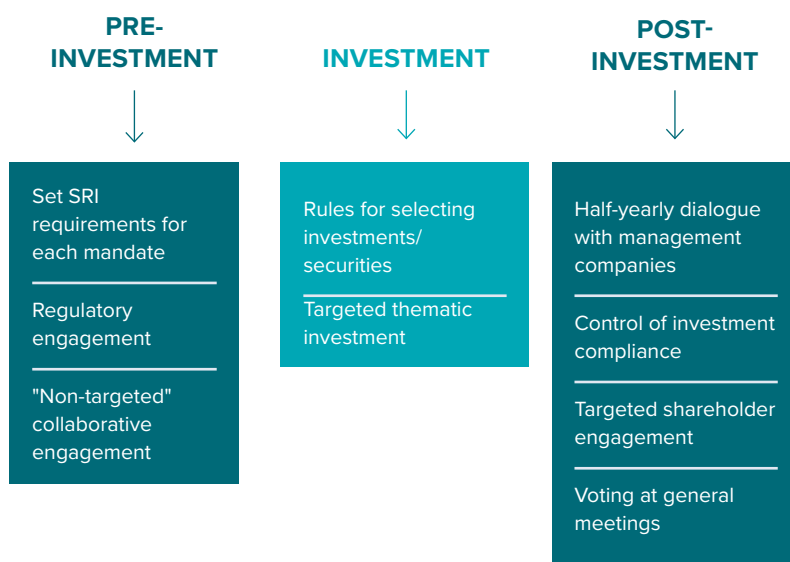 PRE-
INVESTMENT
Set SRI
requirements for
each mandate
Regulatory
engagement
"Non-targeted"
collaborative
engagement
INVESTMENT
Rules for selecting
investments/
securities
Targeted thematic
investment
POST-
INVESTMENT
Half-yearly dialogue
with management
companies
Control of investment
compliance
Targeted shareholder
engagement
Voting at general
meetings